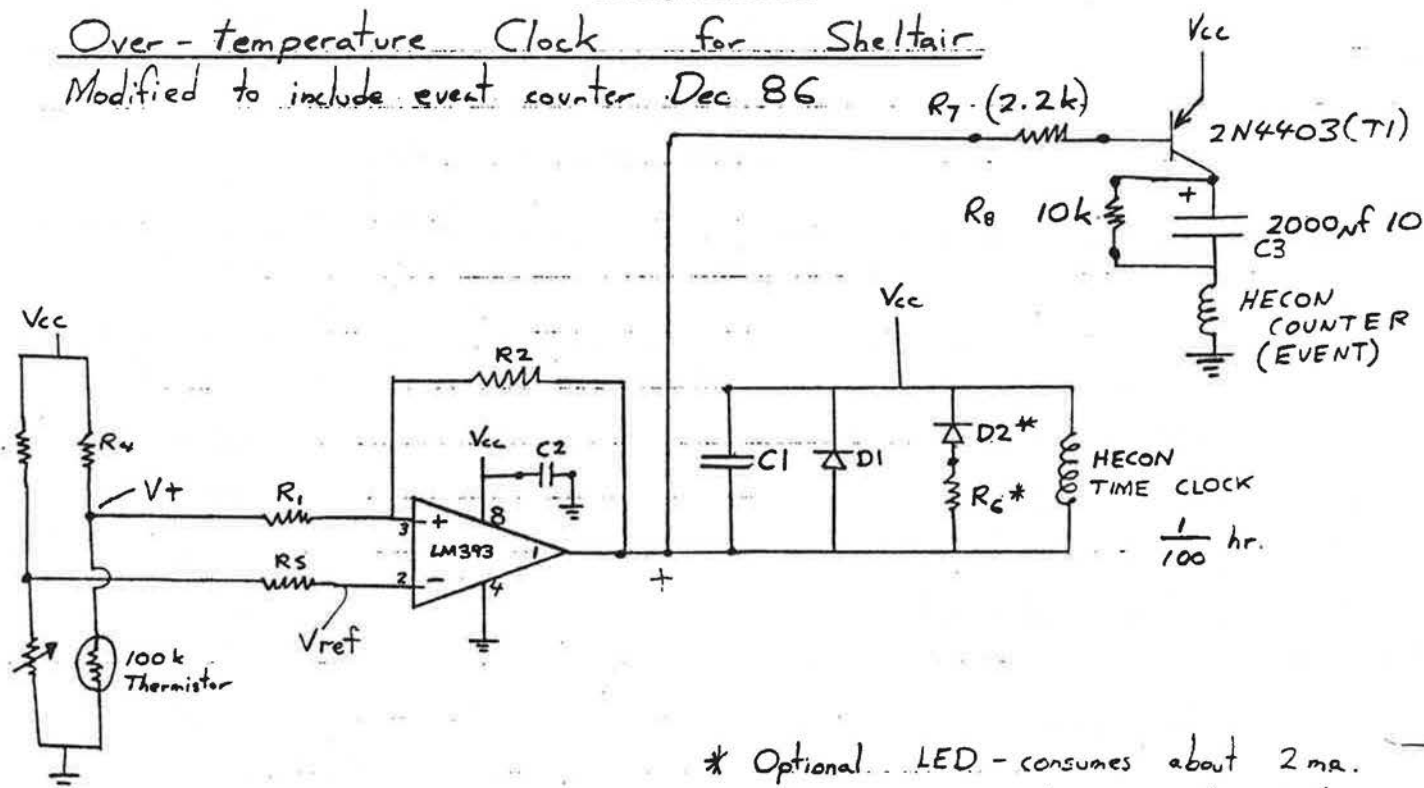 Over-temperature Clock for Sheltair
Modified to include event counter Dec 86
Vcc
R7 (2.2k)
2N4403(T1)
R8 10k
+
2000µf 10
C3
HECON
COUNTER
(EVENT)
Vcc
Vcc
R2
R4
Vcc
C2
V+
R1
3
+
8
LM393
1
R5
2
-
4
Vref
+
C1
D1
D2*
R6*
HECON
TIME CLOCK
1/100 hr.
100k
Thermistor
* Optional LED - consumes about 2 ma.